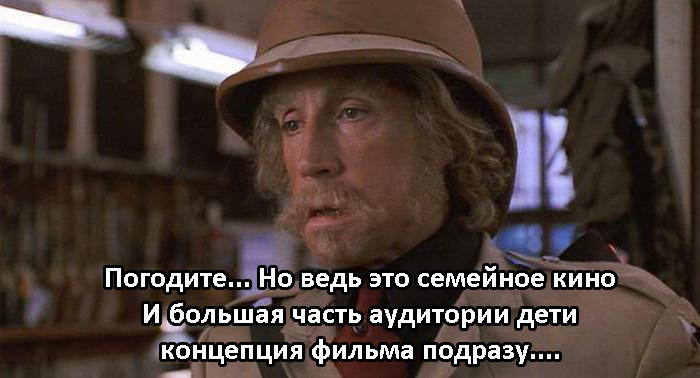 Погодите... Но ведь это семейное кино
И большая часть аудитории дети
концепция фильма подразу....